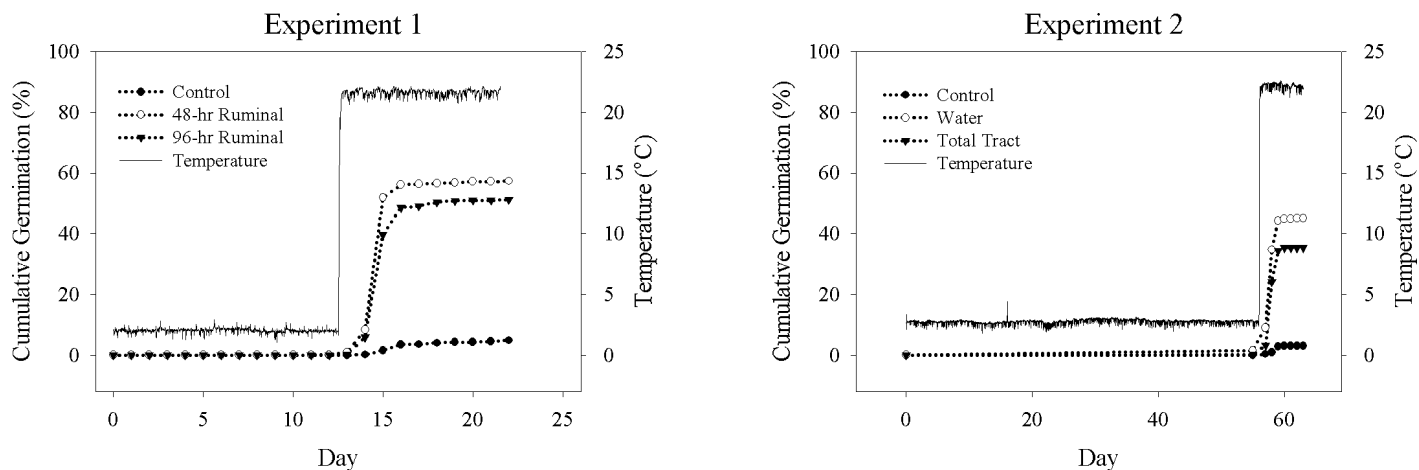 Experiment 1
100
80
60
40
20
0
Cumulative Germination (%)
Control
48-hr Ruminal
96-hr Ruminal
Temperature
25
20
15
10
5
0
Temperature (°C)
0 5 10 15 20 25
Day
Experiment 2
100
80
60
40
20
0
Cumulative Germination (%)
Control
Water
Total Tract
Temperature
25
20
15
10
5
0
Temperature (°C)
0 20 40 60
Day